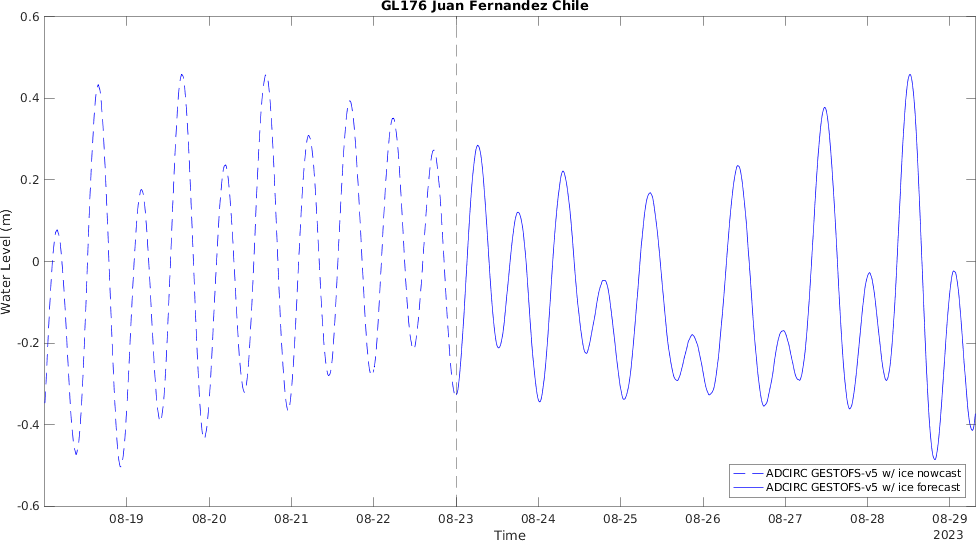 GL176 Juan Fernandez Chile
0.6
0.4
0.2
0
-0.2
-0.4
-0.6
Water Level (m)
ADCIRC GESTOFS-v5 w/ ice nowcast
ADCIRC GESTOFS-v5 w/ ice forecast
08-19 08-20 08-21 08-22 08-23 08-24 08-25 08-26 08-27 08-28 08-29
2023
Time